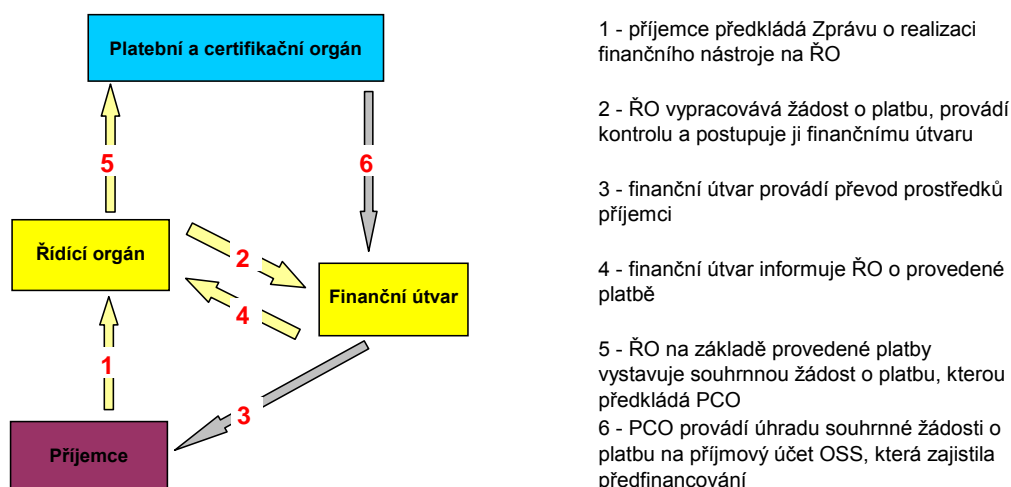 Platební a certifikační orgán
5
6
Řídící orgán
2
Finanční útvar
4
1
3
Příjemce
1 - příjemce předkládá Zprávu o realizaci
finančního nástroje na ŘO
2 - ŘO vypracovává žádost o platbu, provádí
kontrolu a postupuje ji finančnímu útvaru
3 - finanční útvar provádí převod prostředků
příjemci
4 - finanční útvar informuje ŘO o provedené
platbě
5 - ŘO na základě provedené platby
vystavuje souhrnnou žádost o platbu, kterou
předkládá PCO
6 - PCO provádí úhradu souhrnné žádosti o
platbu na příjmový účet OSS, která zajistila
předfinancování